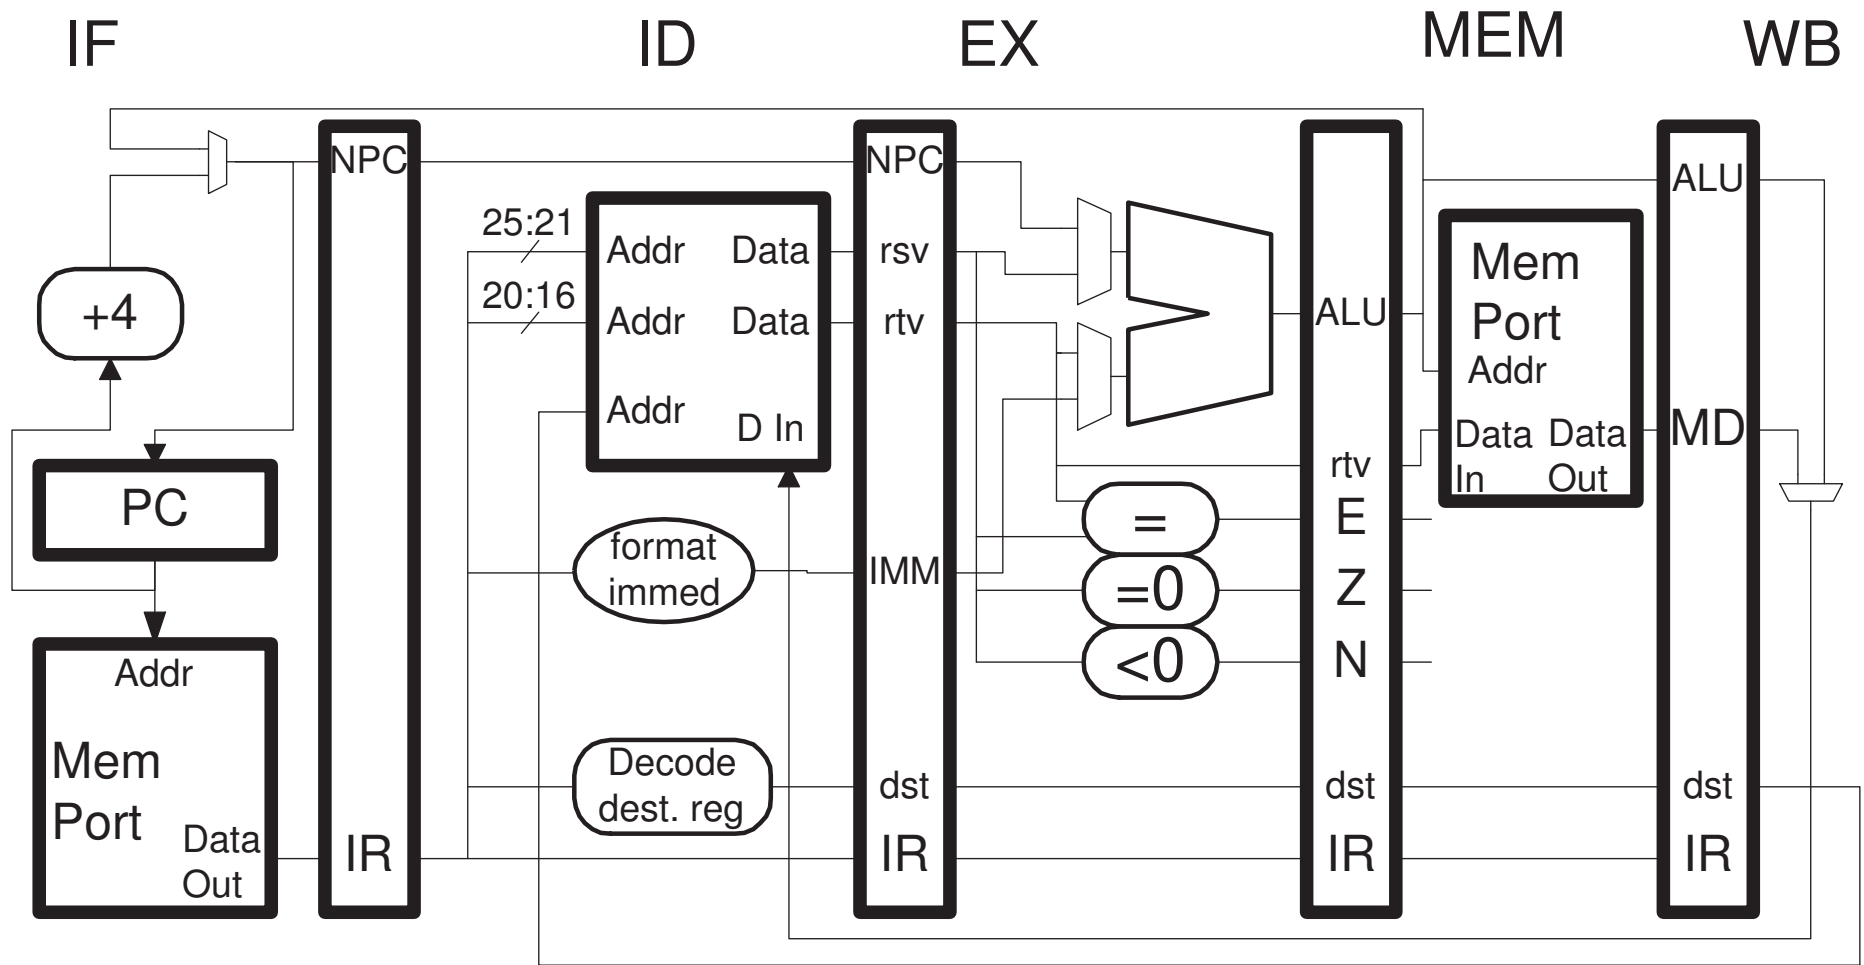 IF
ID
EX
MEM
WB
+4
PC
Addr
Mem
Port
Data
Out
NPC
IR
25:21
20:16
Addr
Data
Addr
Data
Addr
D In
format
immed
Decode
dest. reg
NPC
rsv
rtv
IMM
dst
IR
=
=0
<0
ALU
rtv
E
Z
N
dst
IR
Mem
Port
Addr
Data
In
Data
Out
ALU
MD
dst
IR